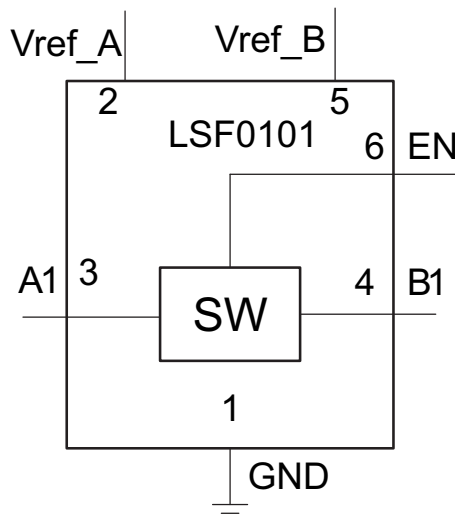 Vref_A Vref_B
2 5
LSF0101
6 EN
A1 3 4 B1
SW
1
GND